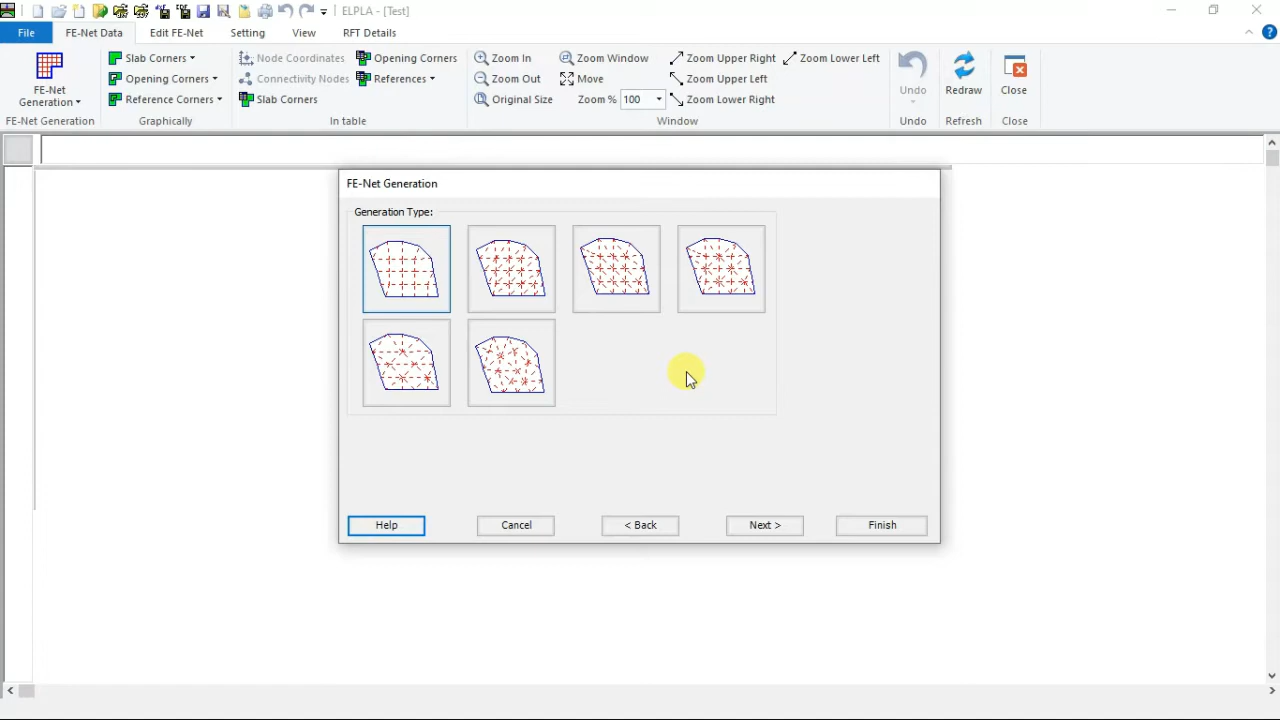 ELPLA - [Test]
File FE-Net Data Edit FE-Net Setting View RFT Details
FE-Net Generation
Slab Corners
Opening Corners
Reference Corners
Node Coordinates
Connectivity Nodes
Slab Corners
Opening Corners
References
Zoom In
Zoom Out
Original Size
Zoom Window
Move
Zoom % 100
Zoom Upper Right
Zoom Upper Left
Zoom Lower Right
Zoom Lower Left
Undo
Redraw
Close
FE-Net Generation Graphically In table Window Undo Refresh Close
FE-Net Generation
Generation Type:
Help Cancel < Back Next > Finish